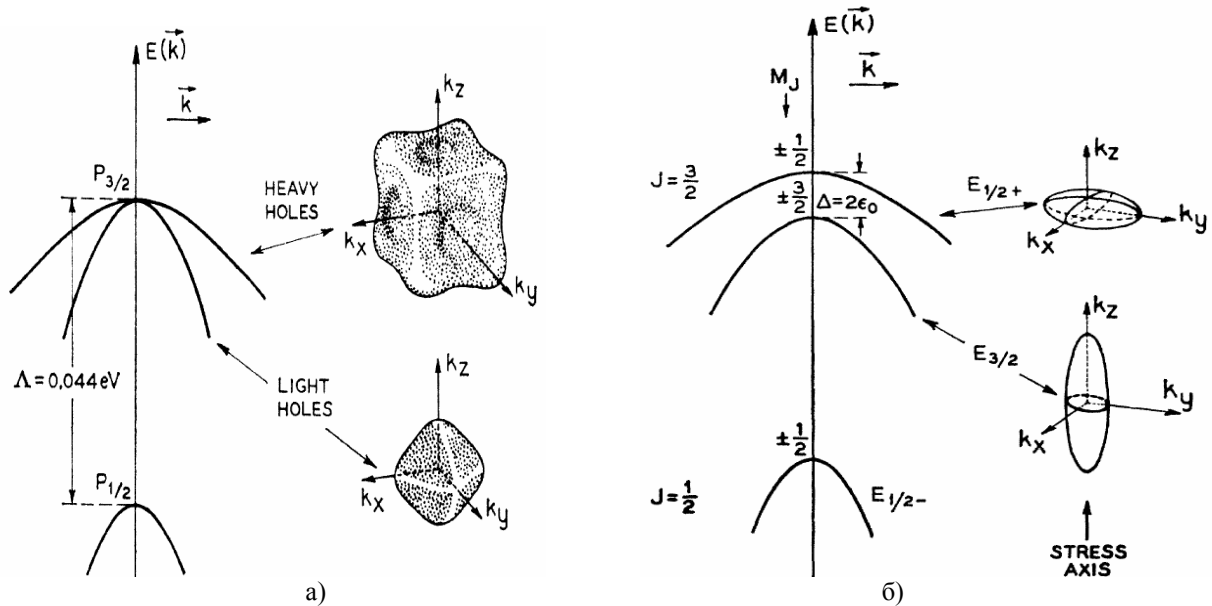 E(k⃗)
k⃗
P3/2
HEAVY
HOLES
kz
kx
ky
Λ = 0,044 eV
LIGHT
HOLES
kz
kx
ky
P1/2
а)
E(k⃗)
MJ
k⃗
± 1/2
J = 3/2
± 3/2
Δ = 2ϵ₀
E1/2+
kz
ky
kx
E3/2
kz
ky
kx
± 1/2
J = 1/2
E1/2−
STRESS
AXIS
б)